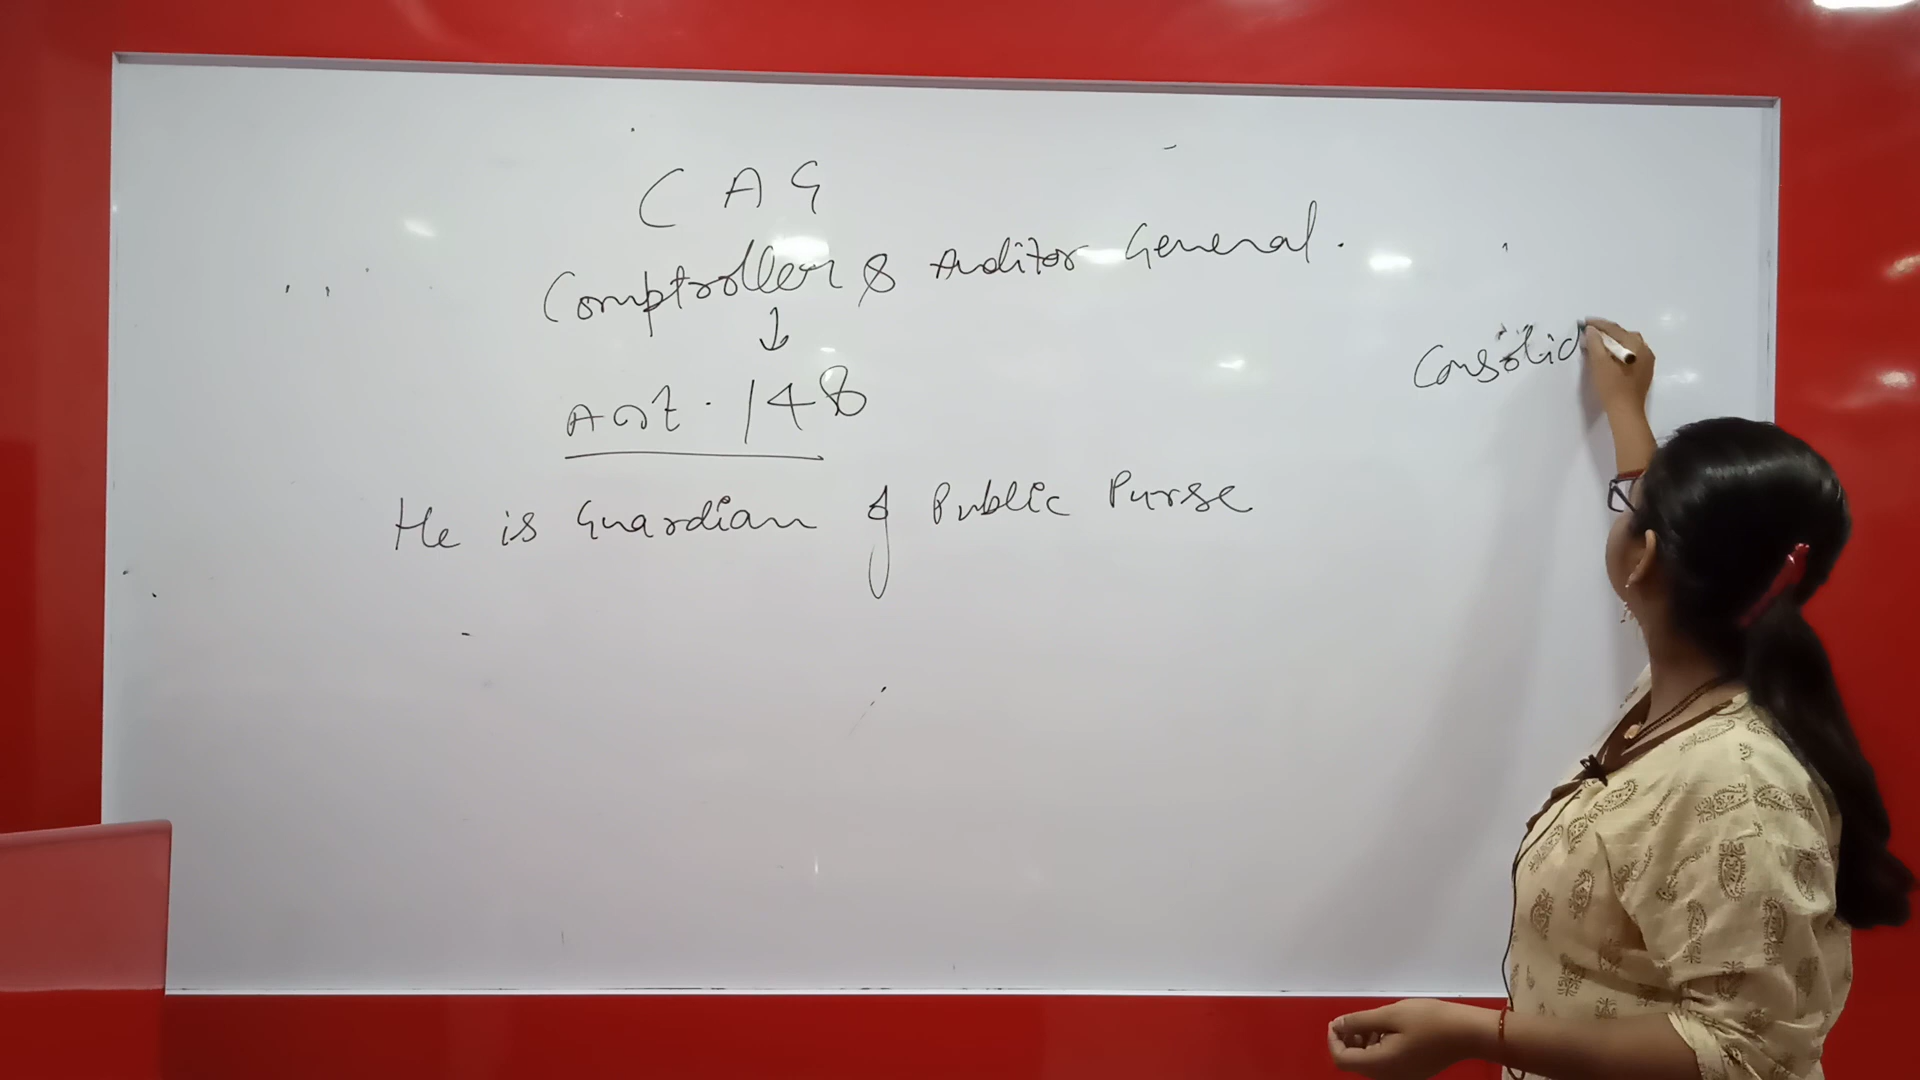 C A G
Comptroller & Auditor General.
Art. 148
He is Guardian of Public Purse
Consolid